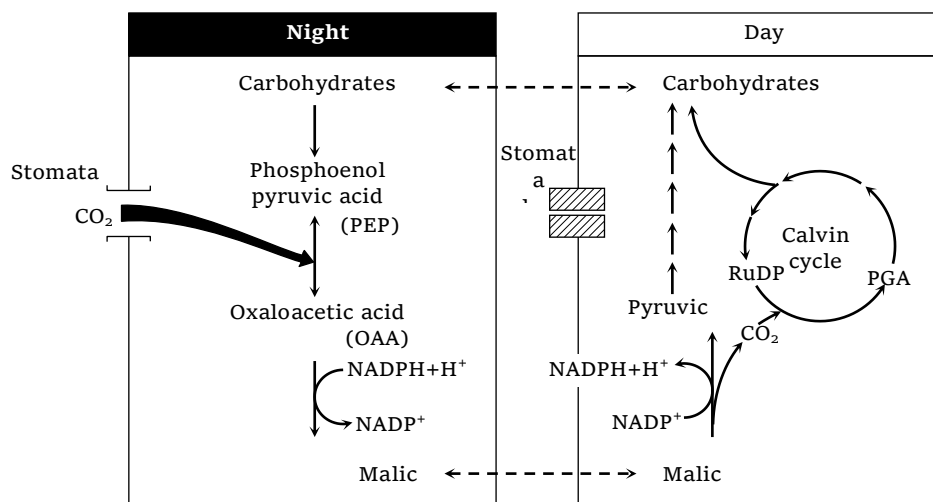 Night
Day
Carbohydrates
Carbohydrates
Stomata
Phosphoenol
pyruvic acid
(PEP)
CO₂
Stomat
a
Calvin
cycle
RuDP
PGA
Oxaloacetic acid
(OAA)
Pyruvic
CO₂
NADPH+H⁺
NADP⁺
NADPH+H⁺
NADP⁺
Malic
Malic